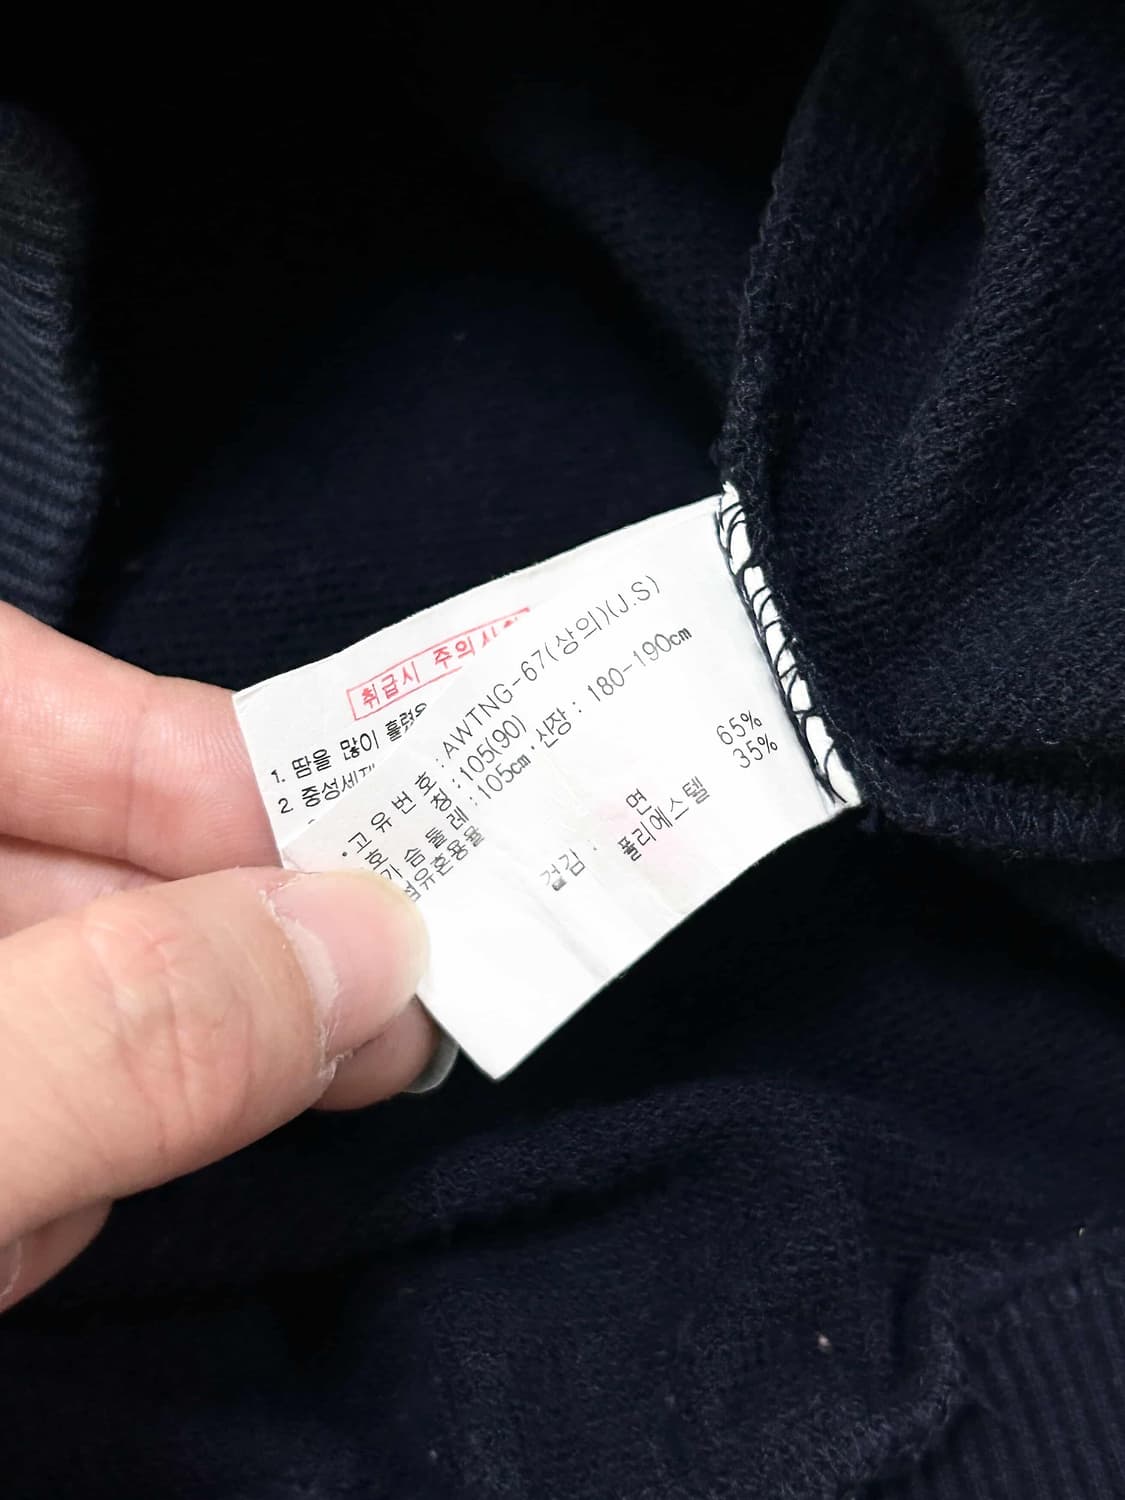 취급시 주의사항
1. 땀을 많이 흘렸을
2. 중성세제
·고 유 번 호 : AWTNG-67(상의)(J.S)
호 칭 : 105(90)
가 슴 둘 레 : 105cm · 신장 : 180-190cm
섬유혼용율
겉감 : 면 65%
폴리에스텔 35%